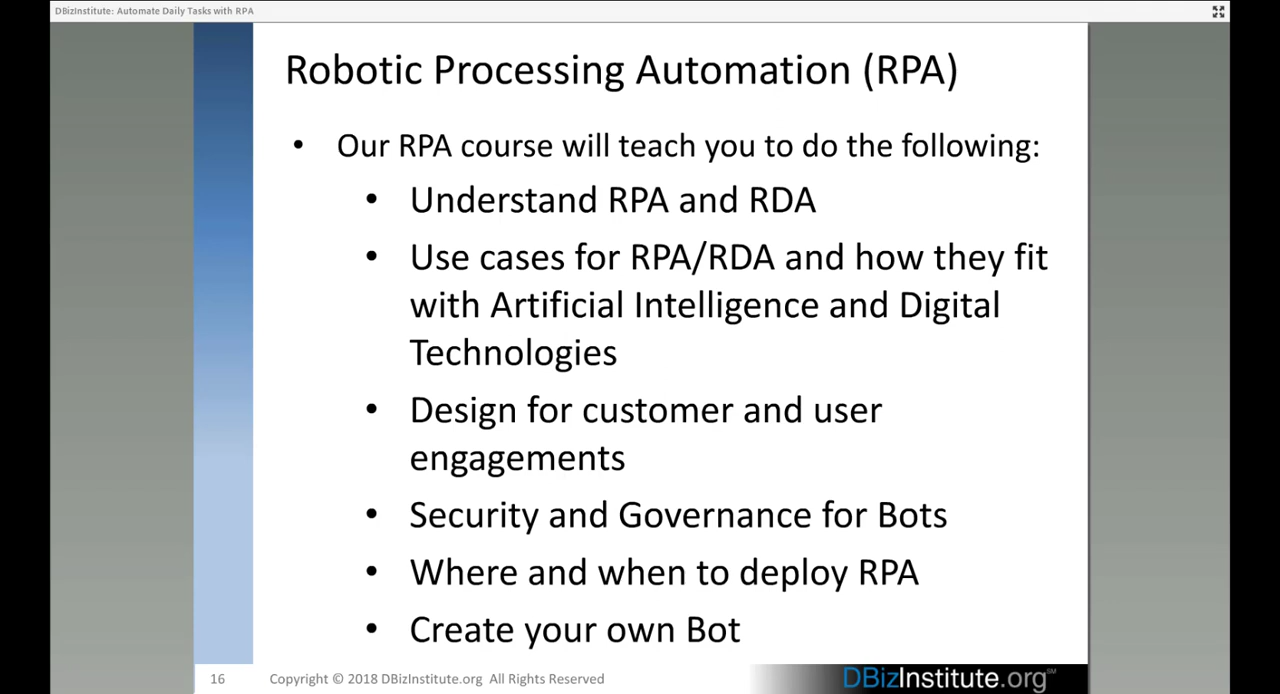 DBizInstitute: Automate Daily Tasks with RPA
Robotic Processing Automation (RPA)
• Our RPA course will teach you to do the following:
• Understand RPA and RDA
• Use cases for RPA/RDA and how they fit
with Artificial Intelligence and Digital
Technologies
• Design for customer and user
engagements
• Security and Governance for Bots
• Where and when to deploy RPA
• Create your own Bot
16 Copyright © 2018 DBizInstitute.org All Rights Reserved
DBizInstitute.org℠